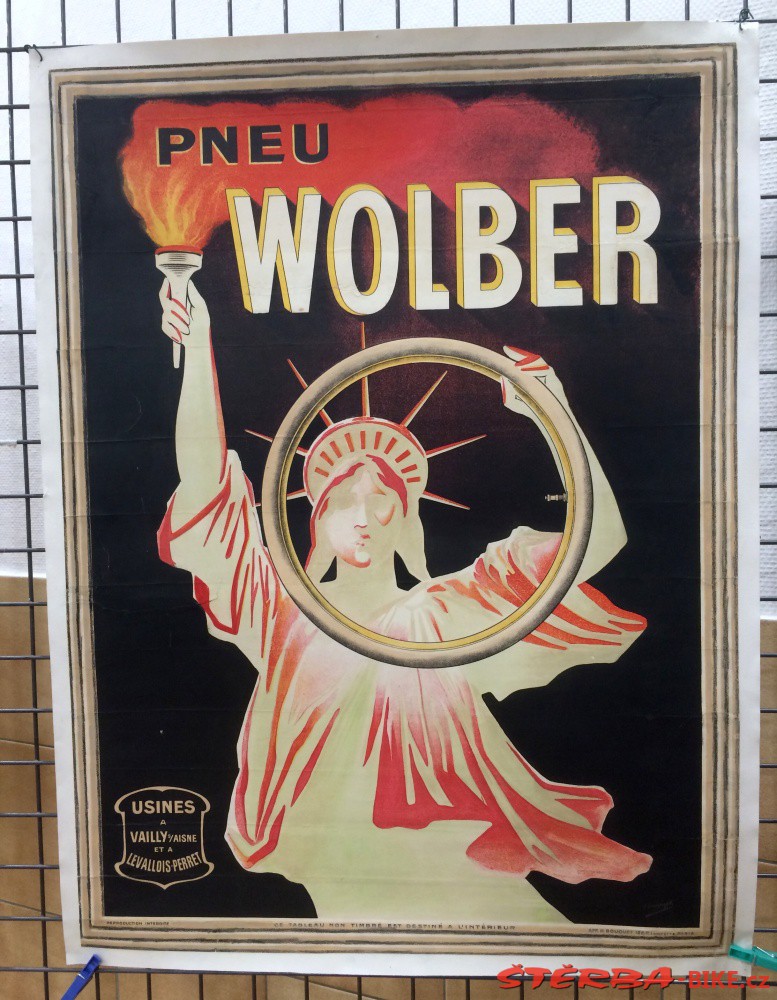 PNEU
WOLBER
USINES
A
VAILLY S/AISNE
ET A
LEVALLOIS-PERRET
REPRODUCTION INTERDITE
CE TABLEAU NON TIMBRÉ EST DESTINÉ A L'INTÉRIEUR
ŠTĚRBA-BIKE.cz